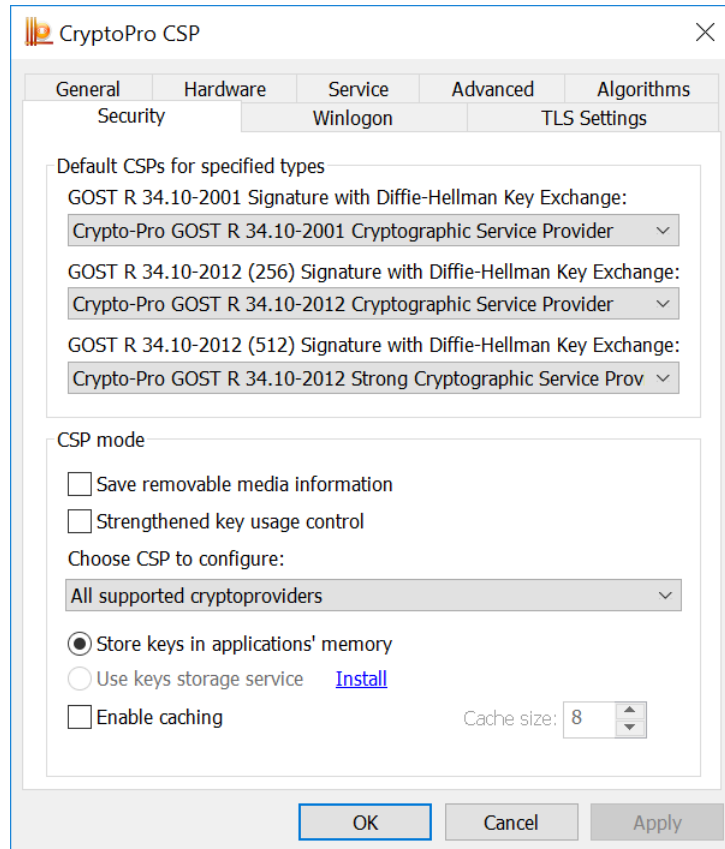 CryptoPro CSP
General Hardware Service Advanced Algorithms
Security Winlogon TLS Settings
Default CSPs for specified types
GOST R 34.10-2001 Signature with Diffie-Hellman Key Exchange:
Crypto-Pro GOST R 34.10-2001 Cryptographic Service Provider
GOST R 34.10-2012 (256) Signature with Diffie-Hellman Key Exchange:
Crypto-Pro GOST R 34.10-2012 Cryptographic Service Provider
GOST R 34.10-2012 (512) Signature with Diffie-Hellman Key Exchange:
Crypto-Pro GOST R 34.10-2012 Strong Cryptographic Service Prov
CSP mode
Save removable media information
Strengthened key usage control
Choose CSP to configure:
All supported cryptoproviders
Store keys in applications' memory
Use keys storage service Install
Enable caching Cache size: 8
OK Cancel Apply